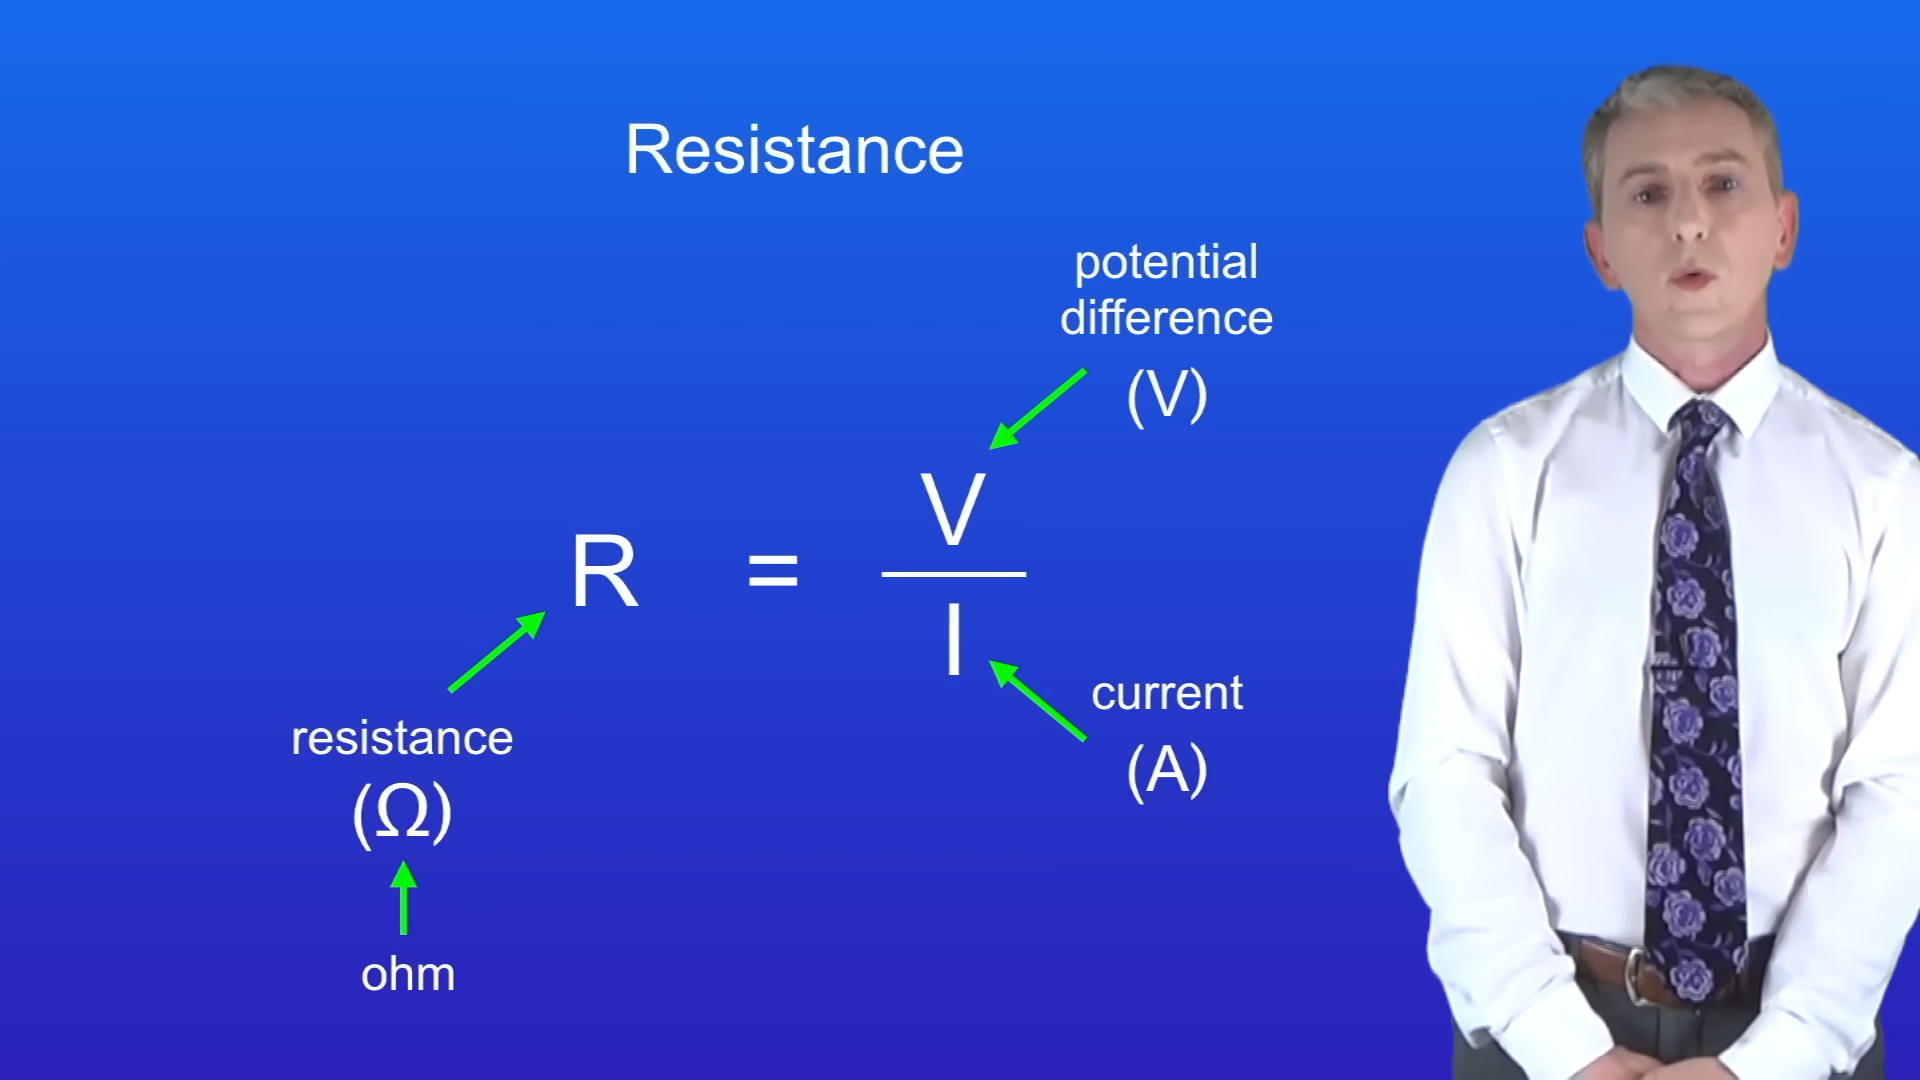 Resistance
potential
difference
(V)
R = V
I
current
(A)
resistance
(Ω)
ohm